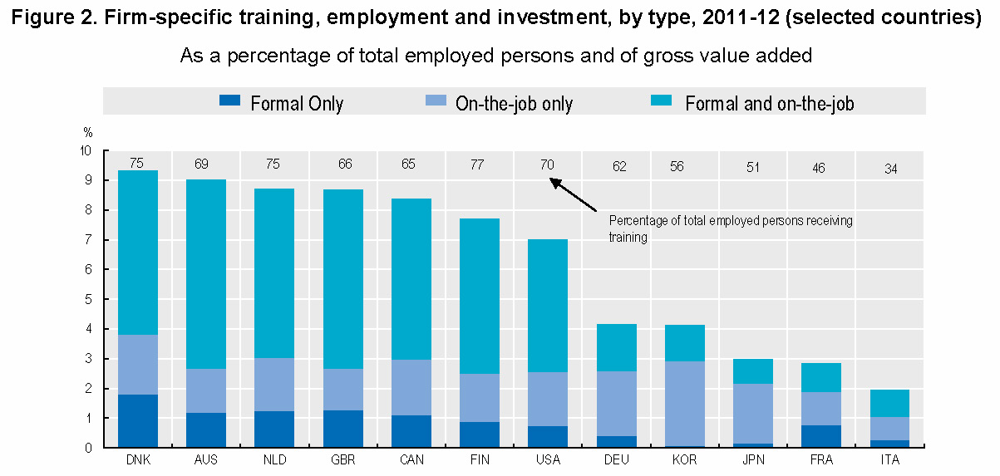 Figure 2. Firm-specific training, employment and investment, by type, 2011-12 (selected countries)
As a percentage of total employed persons and of gross value added
Formal Only On-the-job only Formal and on-the-job
%
10
75 69 75 66 65 77 70 62 56 51 46 34
9
8
Percentage of total employed persons receiving
training
7
6
5
4
3
2
1
0
DNK AUS NLD GBR CAN FIN USA DEU KOR JPN FRA ITA